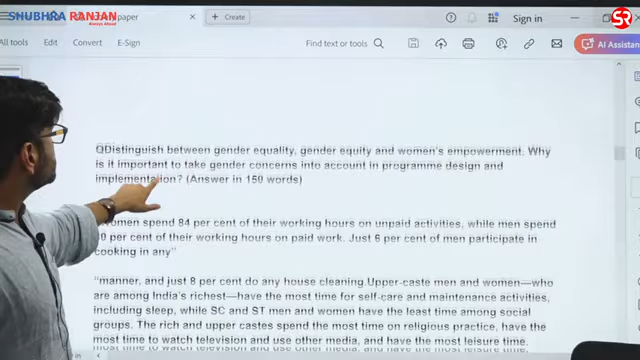 SHUBHRA RANJAN
Always Ahead
paper
+ Create
Sign in
SR
All tools Edit Convert E-Sign
Find text or tools
AI Assistant
QDistinguish between gender equality, gender equity and women's empowerment. Why
is it important to take gender concerns into account in programme design and
implementation? (Answer in 150 words)
Women spend 84 per cent of their working hours on unpaid activities, while men spend
0 per cent of their working hours on paid work. Just 6 per cent of men participate in
cooking in any”
“manner, and just 8 per cent do any house cleaning.Upper-caste men and women—who
are among India's richest—have the most time for self-care and maintenance activities,
including sleep, while SC and ST men and women have the least time among social
groups. The rich and upper castes spend the most time on religious practice, have the
most time to watch television and use other media, and have the most leisure time.